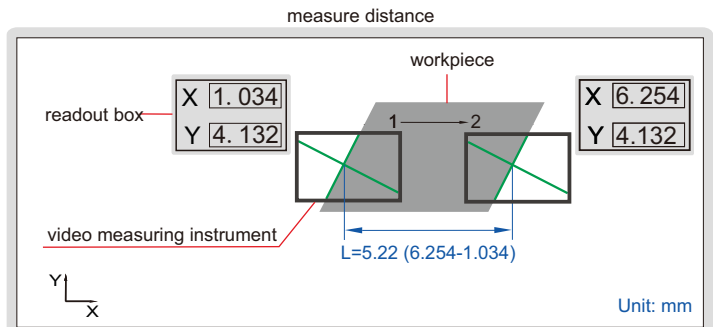 measure distance
workpiece
readout box
X 1. 034
Y 4. 132
X 6. 254
Y 4.132
1 2
video measuring instrument
L=5.22 (6.254-1.034)
Y
X
Unit: mm